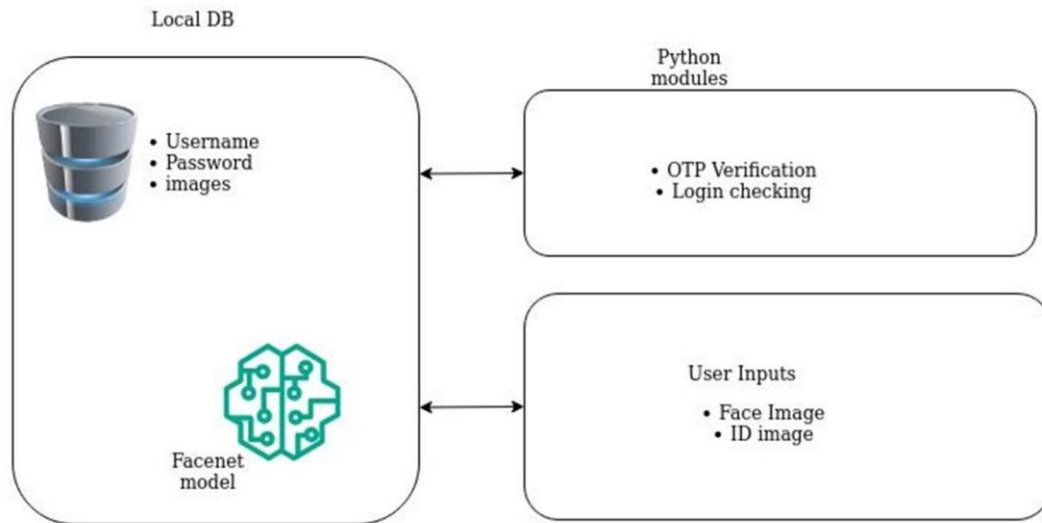 Local DB
• Username
• Password
• images
Facenet
model
Python
modules
• OTP Verification
• Login checking
User Inputs
• Face Image
• ID image